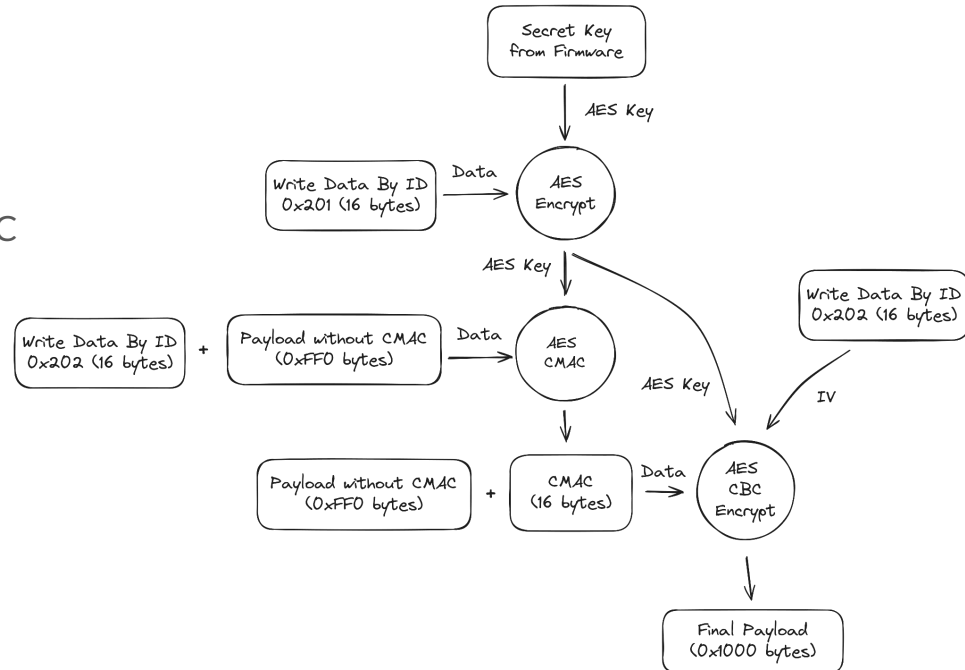 Secret Key
from Firmware
AES Key
Write Data By ID
0x201 (16 bytes)
Data
AES
Encrypt
C
AES Key
Write Data By ID
0x202 (16 bytes)
Write Data By ID
0x202 (16 bytes)
+
Payload without CMAC
(0xFF0 bytes)
Data
AES
CMAC
AES Key
IV
Payload without CMAC
(0xFF0 bytes)
+
CMAC
(16 bytes)
Data
AES
CBC
Encrypt
Final Payload
(0x1000 bytes)